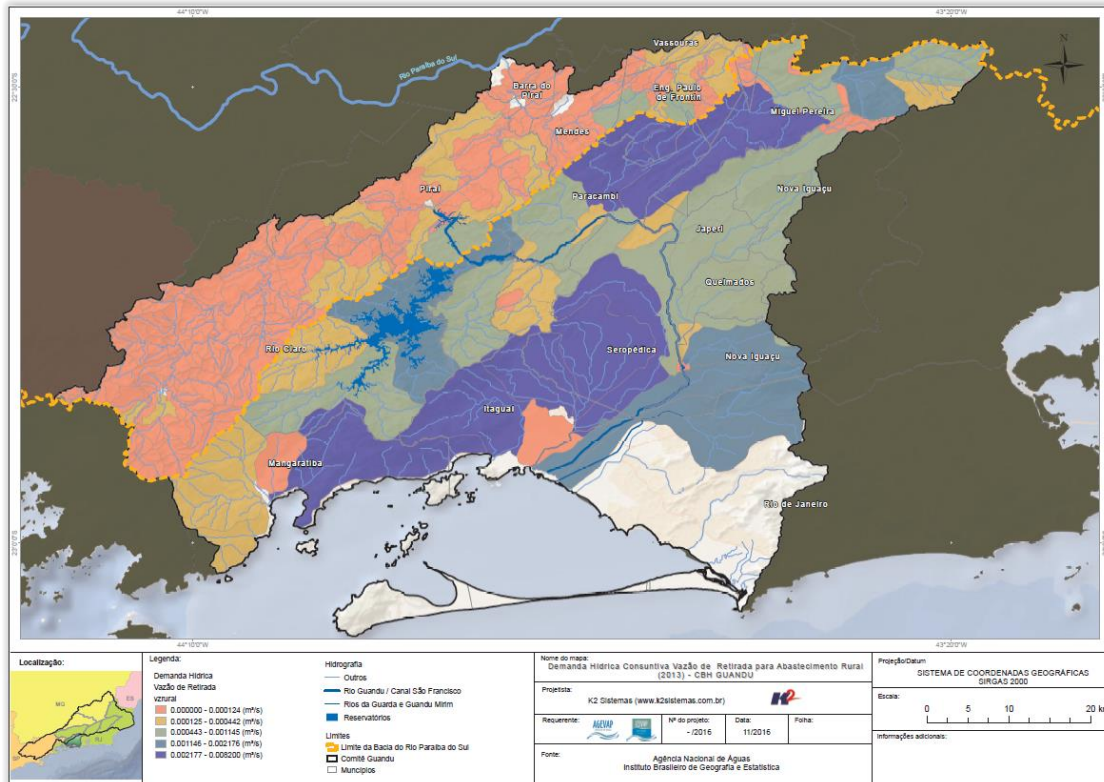 44°10'0"W
43°20'0"W
Rio Paraíba do Sul
Vassouras
N
Barra do
Piraí
Eng. Paulo
de Frontin
Miguel Pereira
Mendes
Piraí
Paracambi
Nova Iguaçu
Japeri
Queimados
Rio Claro
Seropédica
Nova Iguaçu
Itaguaí
Mangaratiba
Rio de Janeiro
44°10'0"W
43°20'0"W
Localização:
MG
ES
SP
RJ
Legenda:
Demanda Hídrica
Vazão de Retirada
vzrural
0.000000 - 0.000124 (m³/s)
0.000125 - 0.000442 (m³/s)
0.000443 - 0.001145 (m³/s)
0.001146 - 0.002176 (m³/s)
0.002177 - 0.008200 (m³/s)
Hidrografia
Outros
Rio Guandu / Canal São Francisco
Rios da Guarda e Guandu Mirim
Reservatórios
Limites
Limite da Bacia do Rio Paraíba do Sul
Comitê Guandu
Municípios
Nome do mapa:
Demanda Hídrica Consuntiva Vazão de Retirada para Abastecimento Rural
(2013) - CBH GUANDU
Projetista:
K2 Sistemas (www.k2sistemas.com.br)
K2
Requerente:
AGEVAP
Nº do projeto:
- /2016
Data:
11/2016
Folha:
Fonte:
Agência Nacional de Águas
Instituto Brasileiro de Geografia e Estatística
Projeção/Datum
SISTEMA DE COORDENADAS GEOGRÁFICAS
SIRGAS 2000
Escala:
0 5 10 20 km
Informações adicionais: